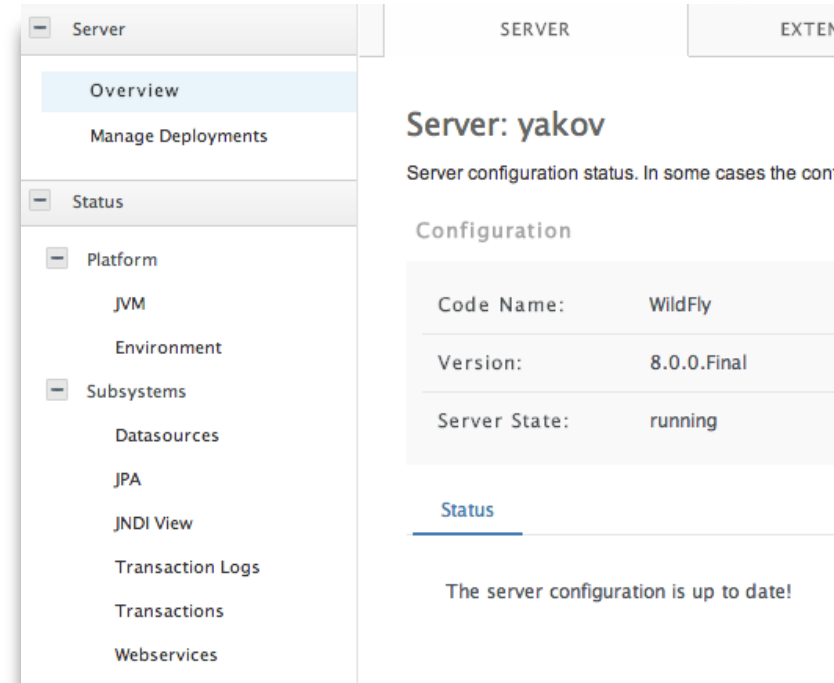 Server
Overview
Manage Deployments
Status
Platform
JVM
Environment
Subsystems
Datasources
JPA
JNDI View
Transaction Logs
Transactions
Webservices
SERVER
Server: yakov
Server configuration status. In some cases the
Configuration
Code Name: WildFly
Version: 8.0.0.Final
Server State: running
Status
The server configuration is up to date!